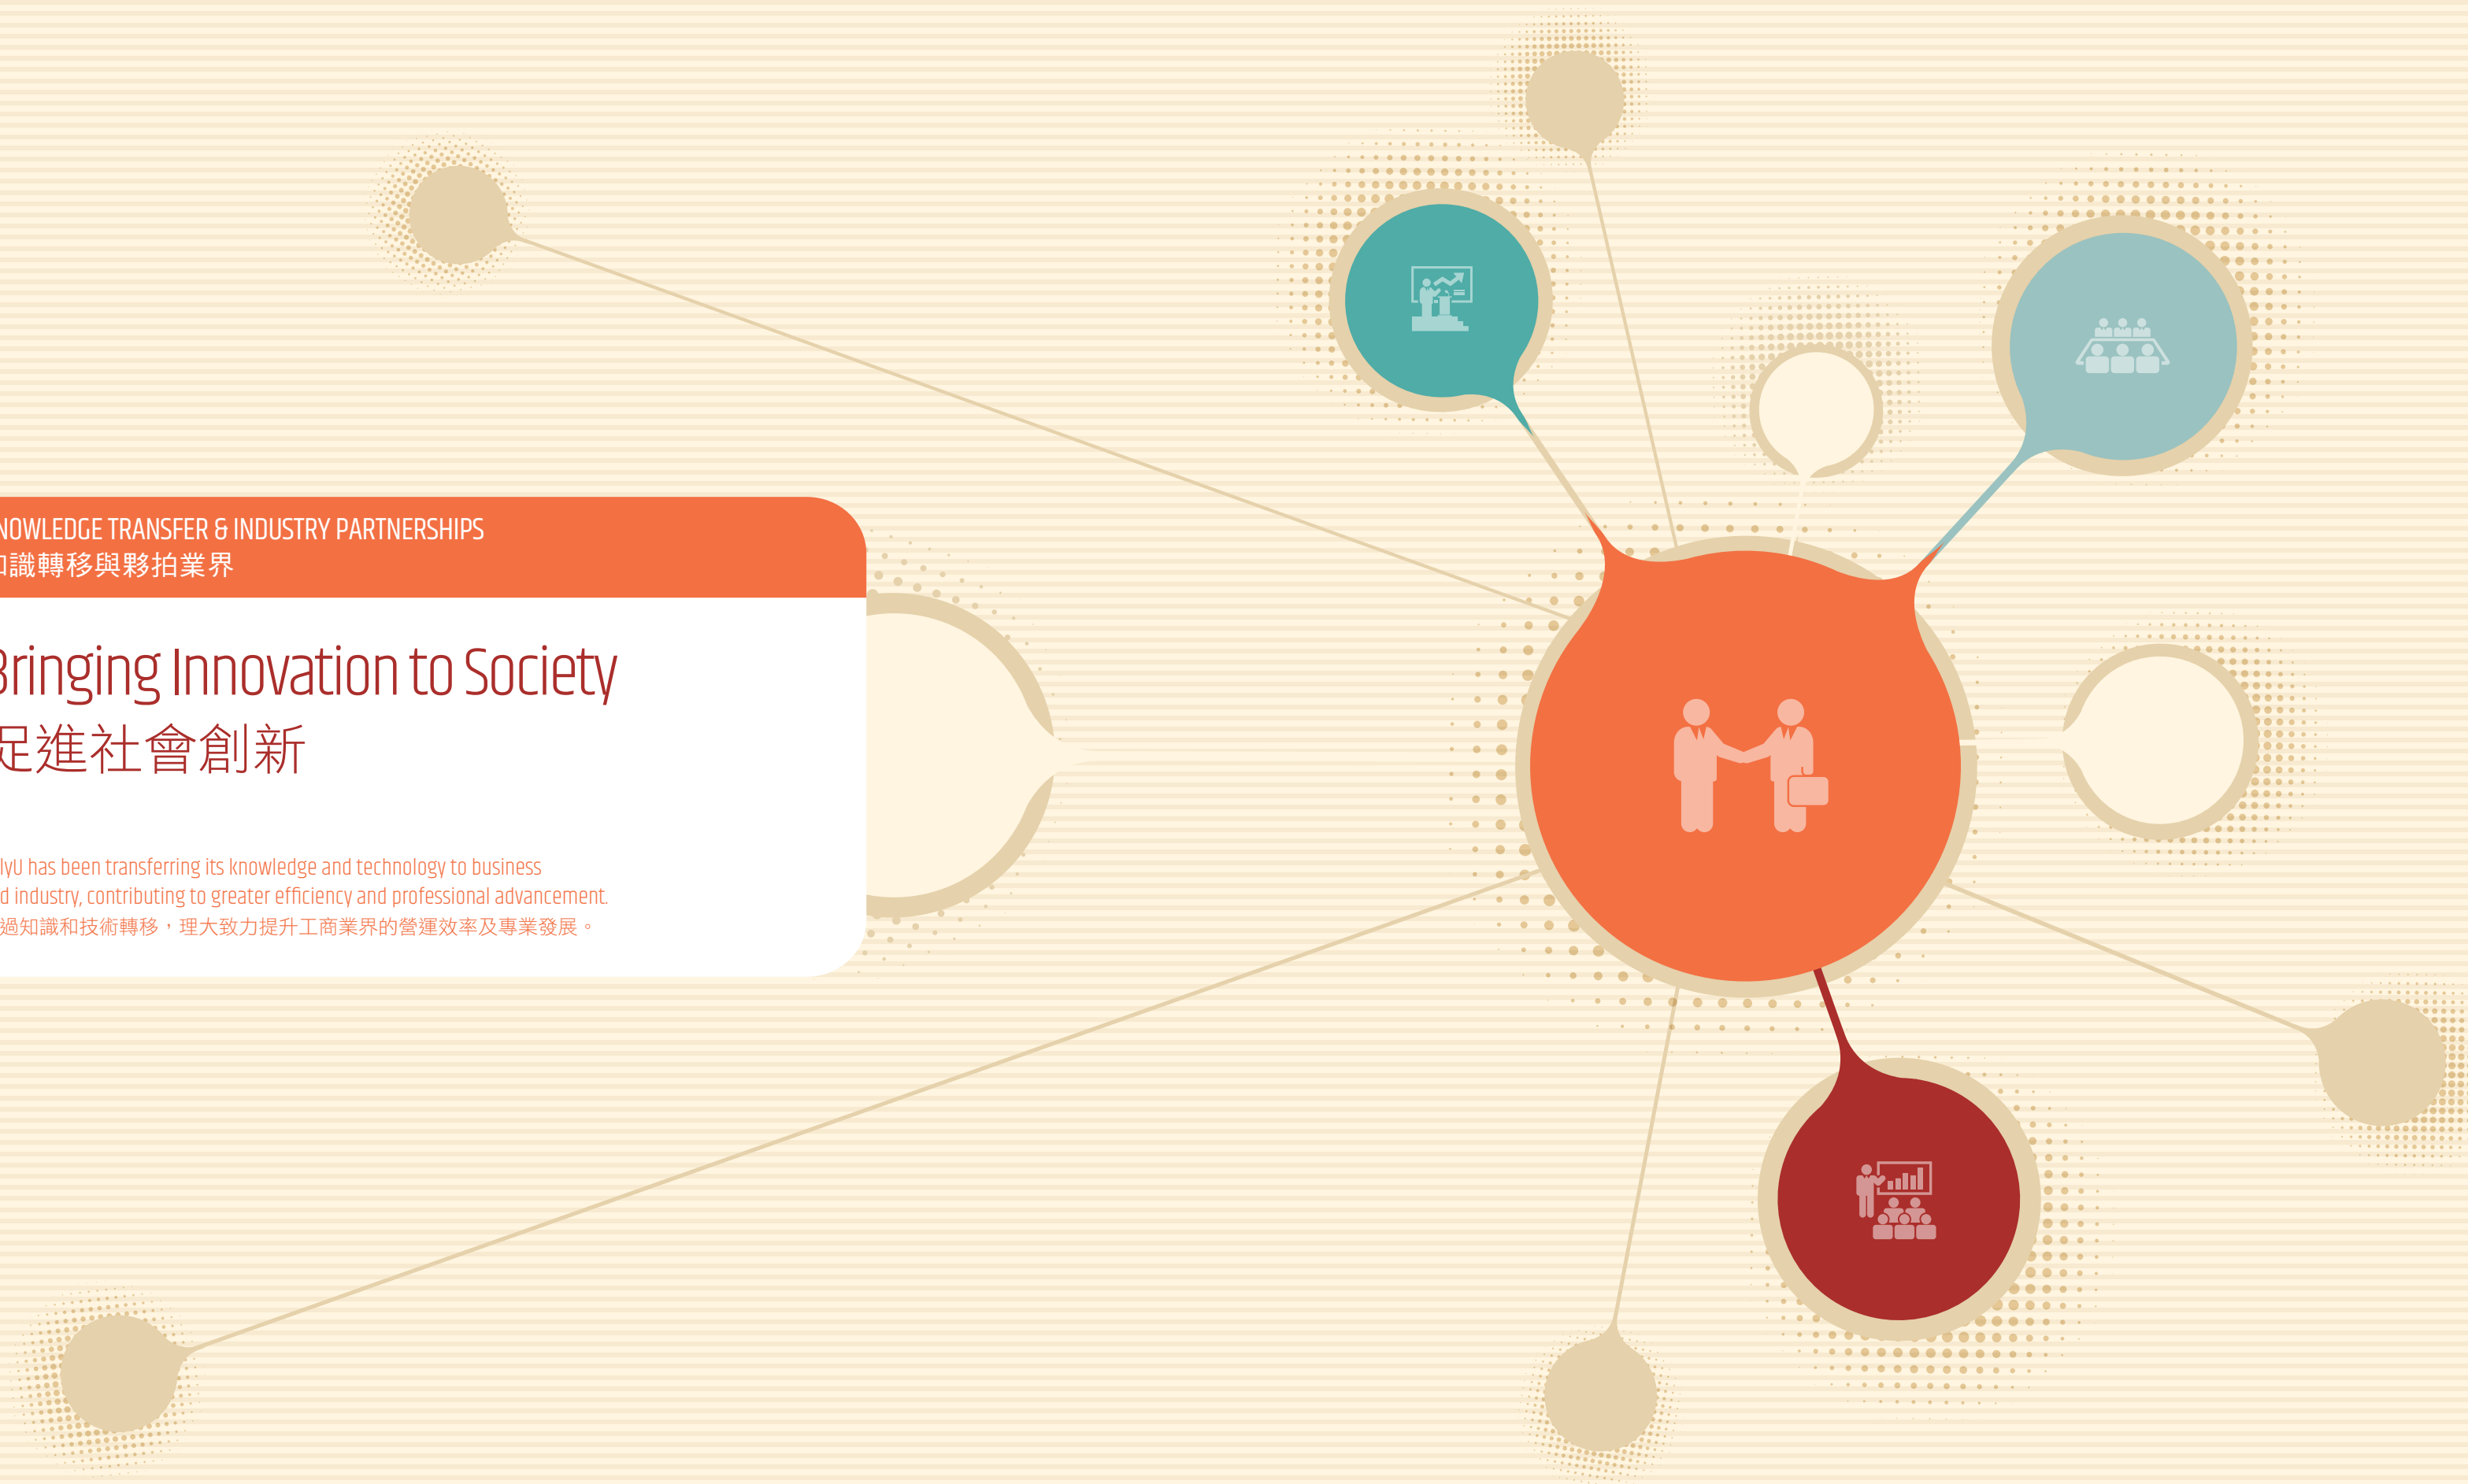 NOWLEDGE TRANSFER & INDUSTRY PARTNERSHIPS
識轉移與夥拍業界
Bringing Innovation to Society
促進社會創新
lyU has been transferring its knowledge and technology to business
d industry, contributing to greater efficiency and professional advancement.
過知識和技術轉移，理大致力提升工商業界的營運效率及專業發展。